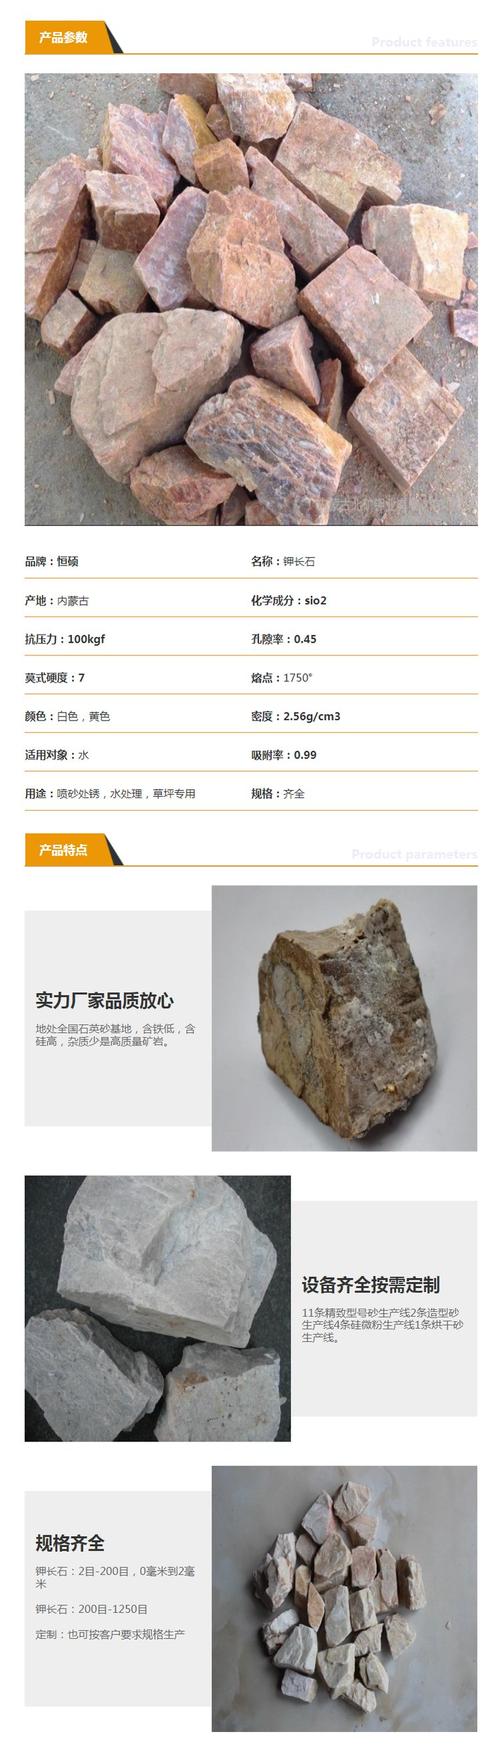 产品参数
Product features
品牌：恒硕
名称：钾长石
产地：内蒙古
化学成分：sio2
抗压力：100kgf
孔隙率：0.45
莫式硬度：7
熔点：1750°
颜色：白色，黄色
密度：2.56g/cm3
适用对象：水
吸附率：0.99
用途：喷砂处锈，水处理，草坪专用
规格：齐全
产品特点
Product parameters
实力厂家品质放心
地处全国石英砂基地，含铁低，含
硅高，杂质少是高质量矿岩。
设备齐全按需定制
11条精致型号砂生产线2条造型砂
生产线4条硅微粉生产线1条烘干砂
生产线。
规格齐全
钾长石：2目-200目，0毫米到2毫
米
钾长石：200目-1250目
定制：也可按客户要求规格生产